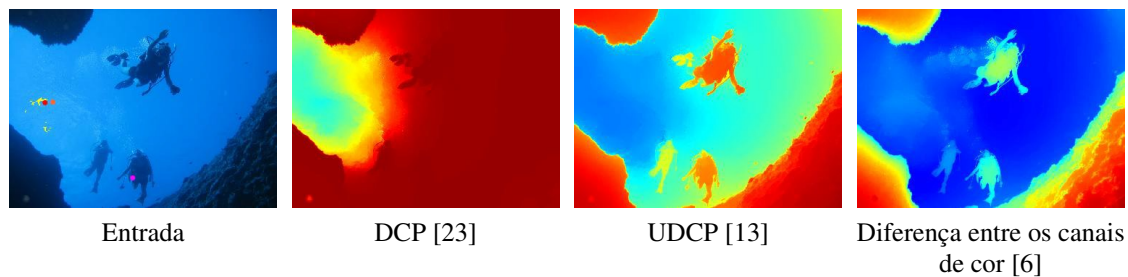 Entrada
DCP [23]
UDCP [13]
Diferença entre os canais
de cor [6]